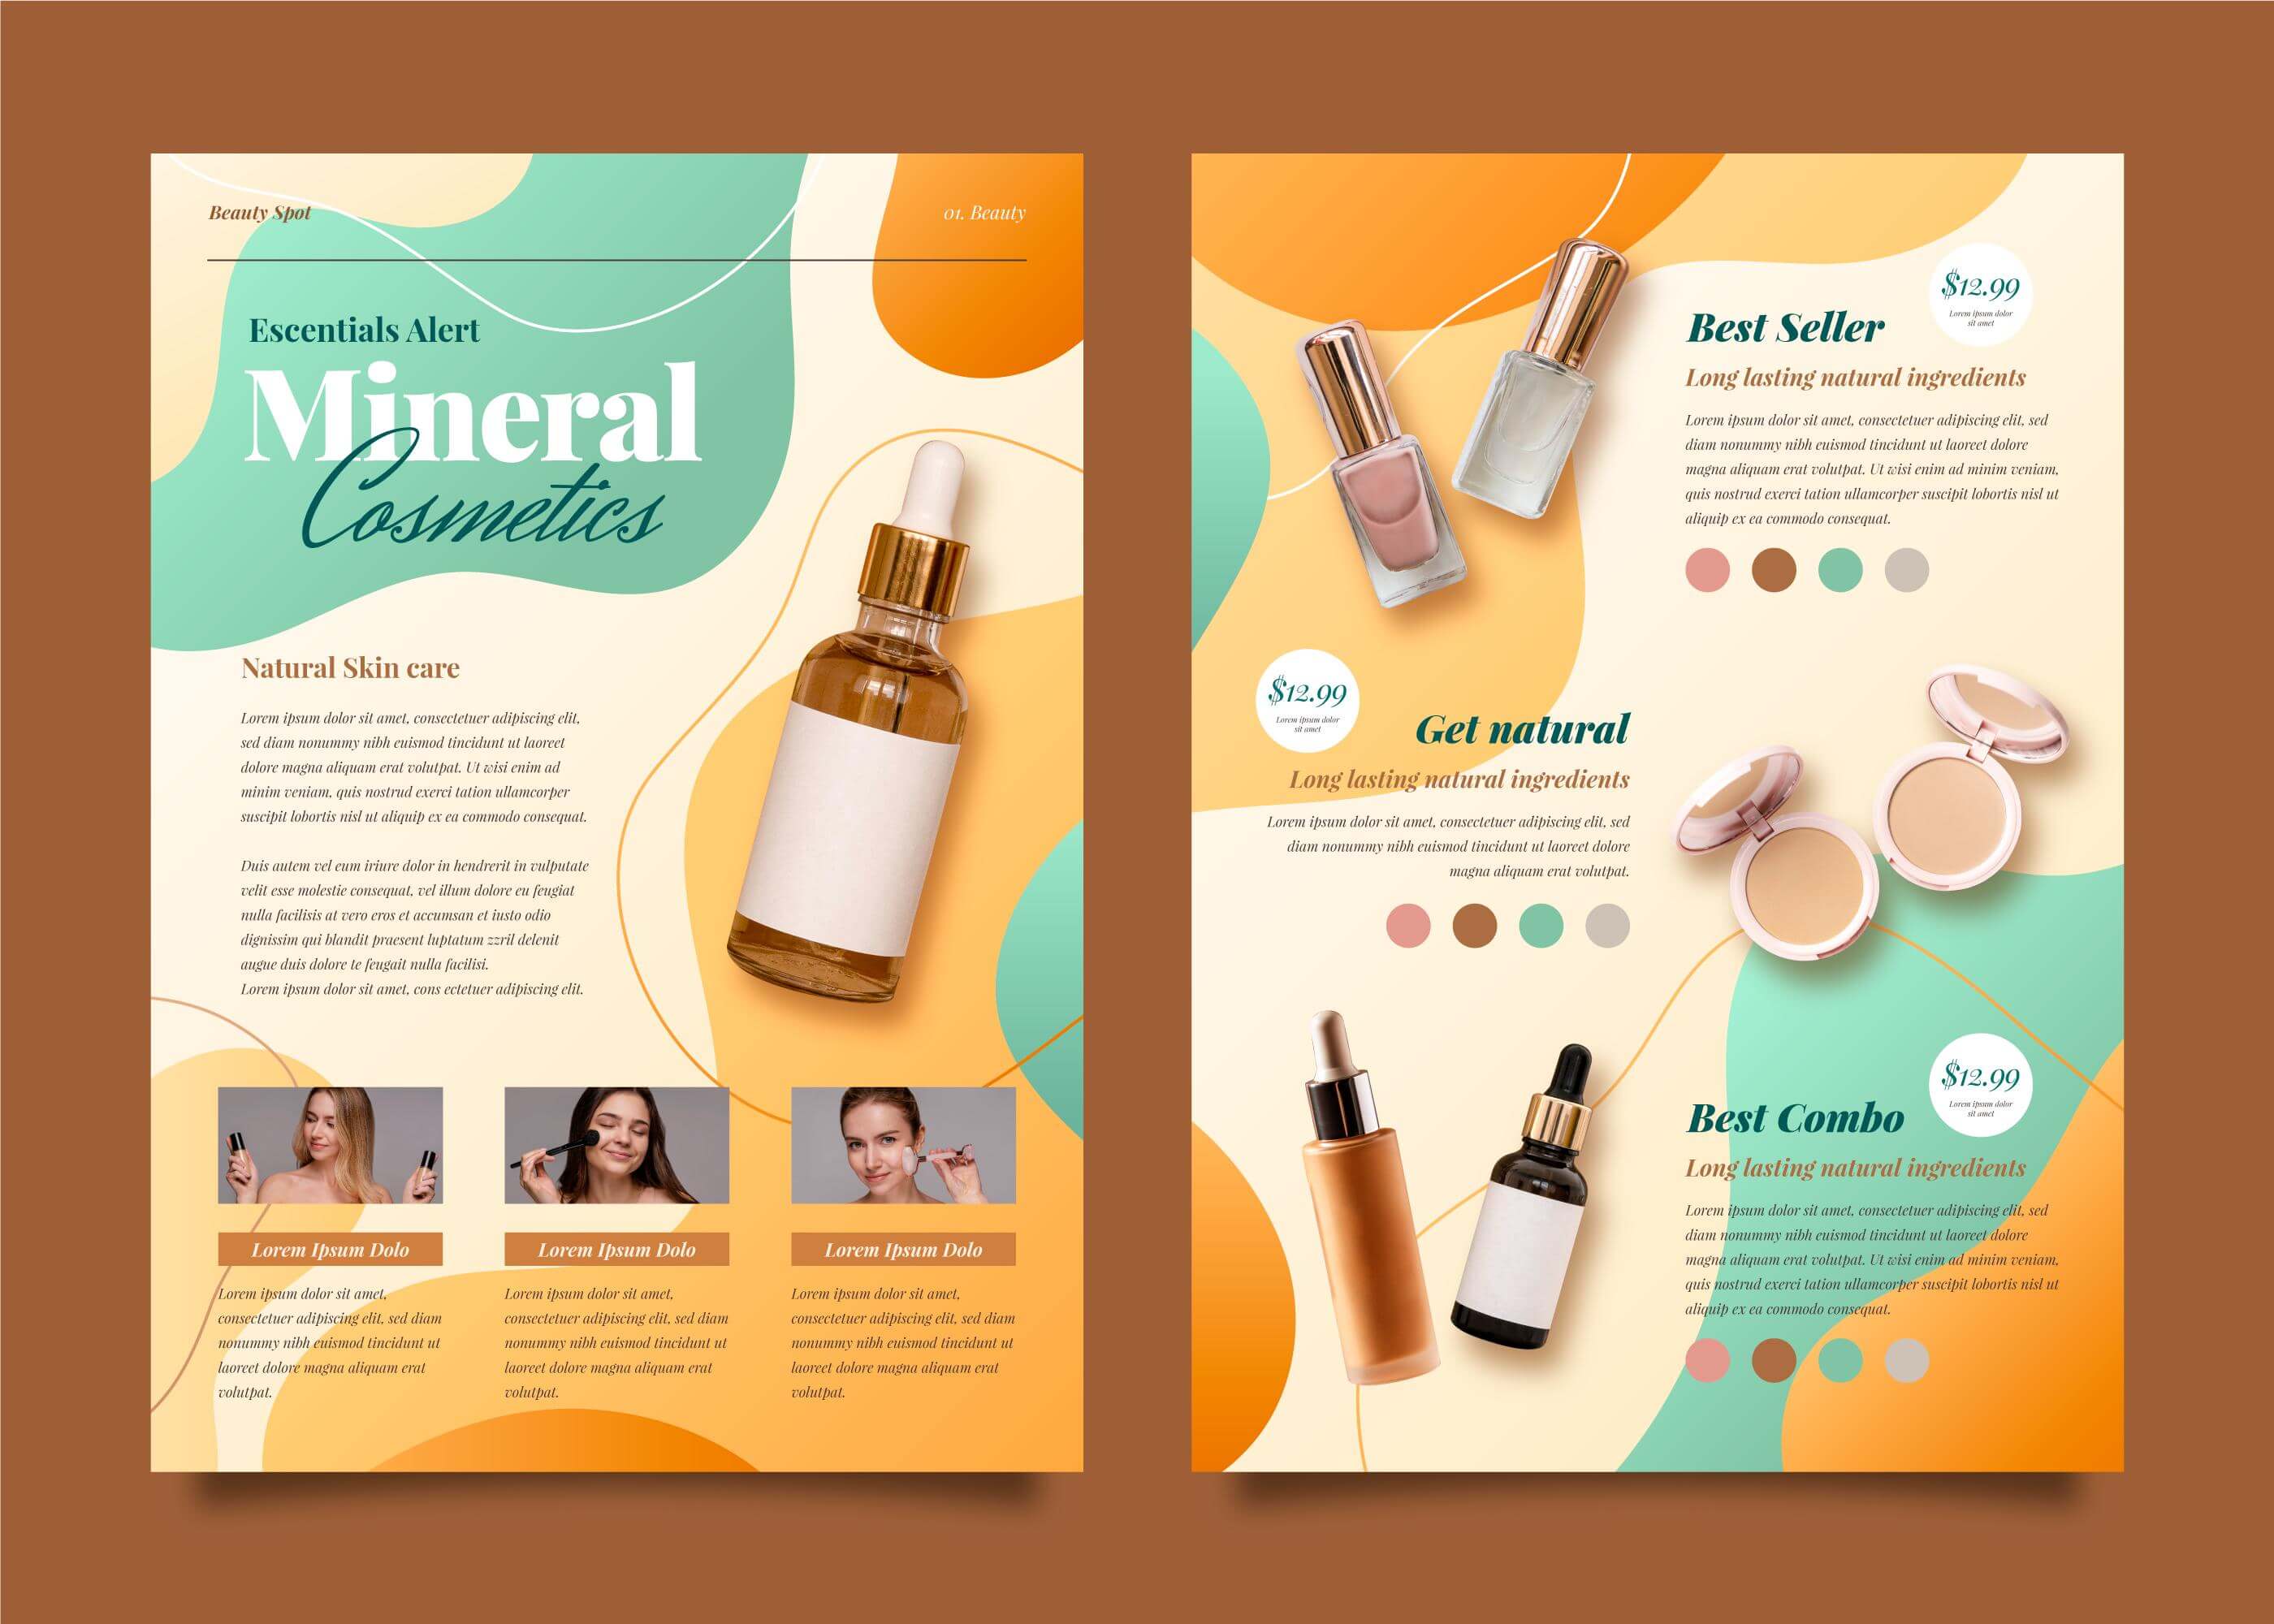 Beauty Spot
01. Beauty
Escentials Alert
Mineral
Cosmetics
Natural Skin care
Lorem ipsum dolor sit amet, consectetuer adipiscing elit,
sed diam nonummy nibh euismod tincidunt ut laoreet
dolore magna aliquam erat volutpat. Ut wisi enim ad
minim veniam, quis nostrud exerci tation ullamcorper
suscipit lobortis nisl ut aliquip ex ea commodo consequat.
Duis autem vel eum iriure dolor in hendrerit in vulputate
velit esse molestie consequat, vel illum dolore eu feugiat
nulla facilisis at vero eros et accumsan et iusto odio
dignissim qui blandit praesent luptatum zzril delenit
augue duis dolore te feugait nulla facilisi.
Lorem ipsum dolor sit amet, cons ectetuer adipiscing elit.
Lorem Ipsum Dolo
Lorem ipsum dolor sit amet,
consectetuer adipiscing elit, sed diam
nonummy nibh euismod tincidunt ut
laoreet dolore magna aliquam erat
volutpat.
Lorem Ipsum Dolo
Lorem ipsum dolor sit amet,
consectetuer adipiscing elit, sed diam
nonummy nibh euismod tincidunt ut
laoreet dolore magna aliquam erat
volutpat.
Lorem Ipsum Dolo
Lorem ipsum dolor sit amet,
consectetuer adipiscing elit, sed diam
nonummy nibh euismod tincidunt ut
laoreet dolore magna aliquam erat
volutpat.
$12.99
Lorem ipsum dolor
sit amet
Best Seller
Long lasting natural ingredients
Lorem ipsum dolor sit amet, consectetuer adipiscing elit, sed
diam nonummy nibh euismod tincidunt ut laoreet dolore
magna aliquam erat volutpat. Ut wisi enim ad minim veniam,
quis nostrud exerci tation ullamcorper suscipit lobortis nisl ut
aliquip ex ea commodo consequat.
$12.99
Lorem ipsum dolor
sit amet
Get natural
Long lasting natural ingredients
Lorem ipsum dolor sit amet, consectetuer adipiscing elit, sed
diam nonummy nibh euismod tincidunt ut laoreet dolore
magna aliquam erat volutpat.
$12.99
Lorem ipsum dolor
sit amet
Best Combo
Long lasting natural ingredients
Lorem ipsum dolor sit amet, consectetuer adipiscing elit, sed
diam nonummy nibh euismod tincidunt ut laoreet dolore
magna aliquam erat volutpat. Ut wisi enim ad minim veniam,
quis nostrud exerci tation ullamcorper suscipit lobortis nisl ut
aliquip ex ea commodo consequat.